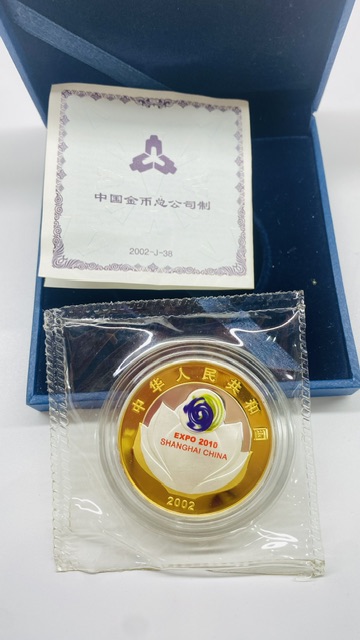 中国金币总公司制
2002-J-38
中华人民共和国
EXPO 2010
SHANGHAI CHINA
2002